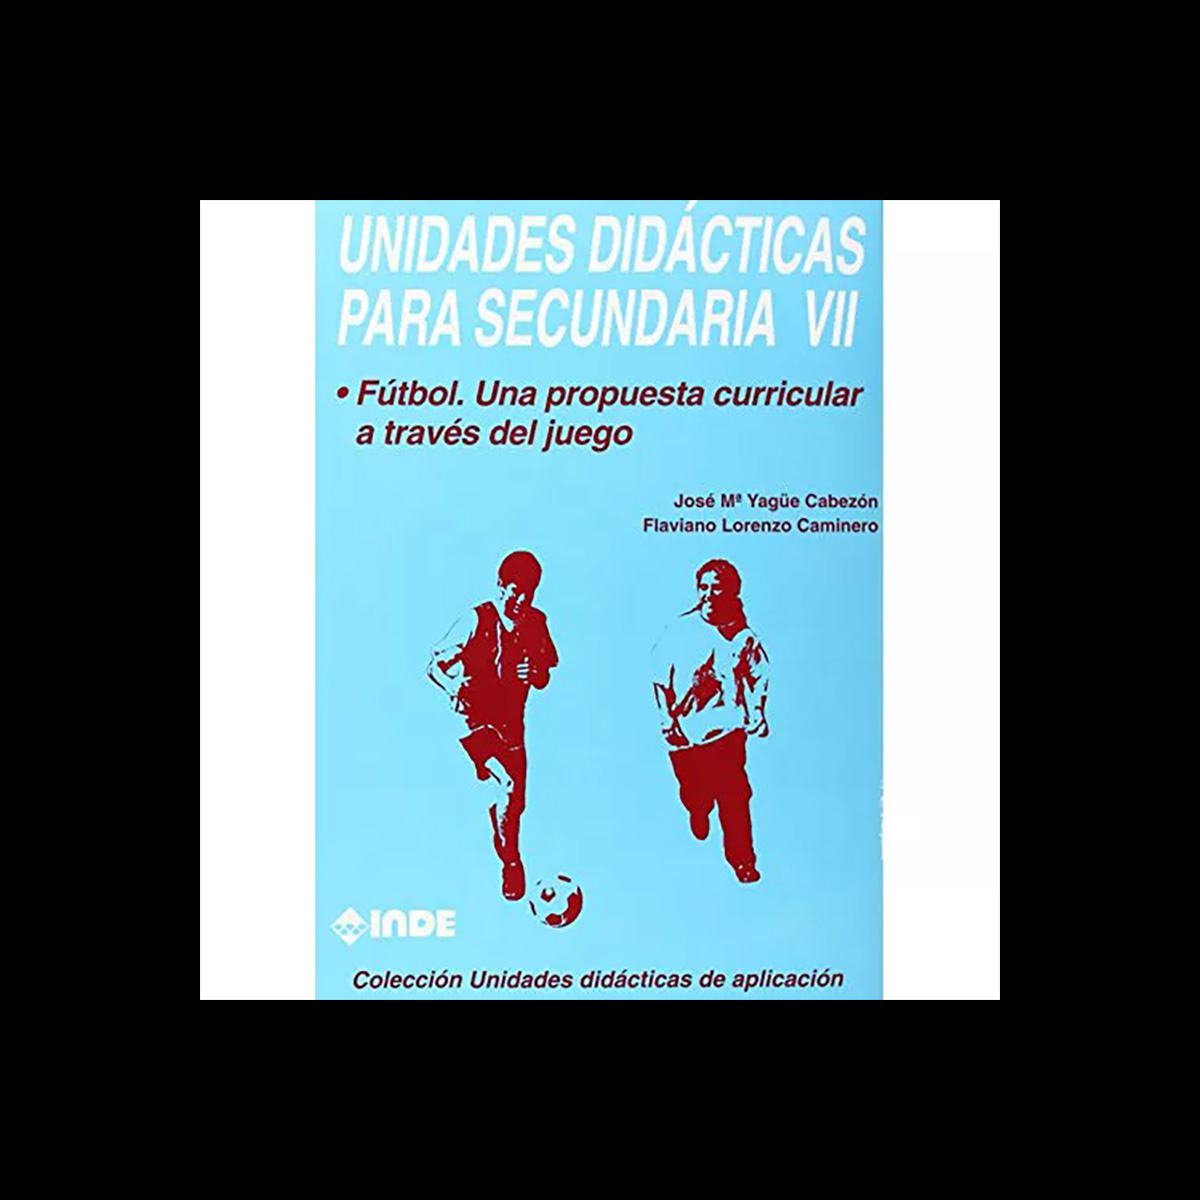 UNIDADES DIDÁCTICAS
PARA SECUNDARIA VII
• Fútbol. Una propuesta curricular
a través del juego
José Mª Yagüe Cabezón
Flaviano Lorenzo Caminero
INDE
Colección Unidades didácticas de aplicación